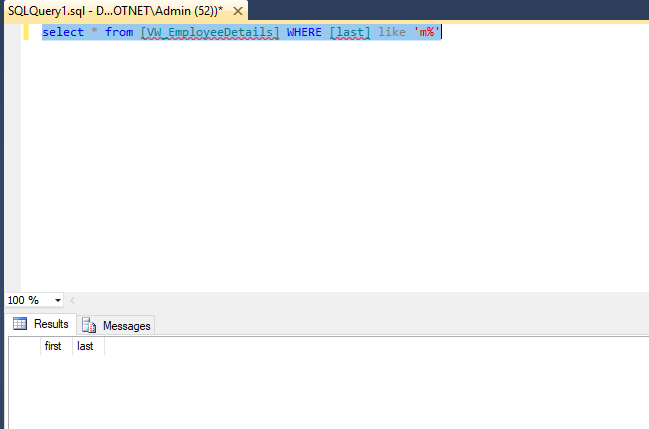 SQLQuery1.sql - D...OTNET\Admin (52))*
select * from [VW_EmployeeDetails] WHERE [last] like 'm%'
100 %
Results Messages
first last